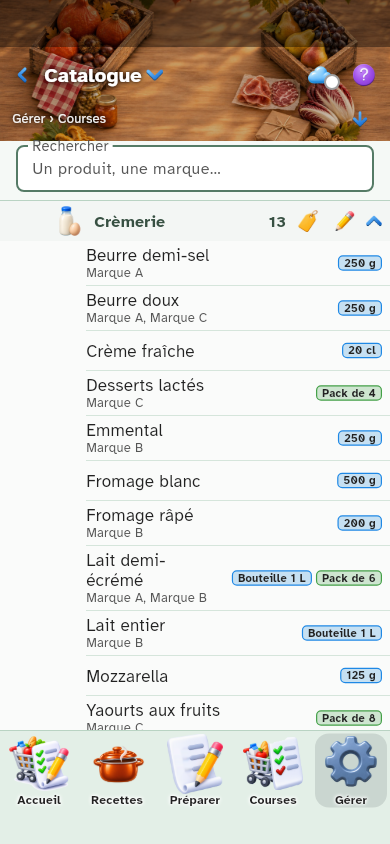 Catalogue
?
Gérer › Courses
Rechercher
Un produit, une marque...
Crèmerie 13
Beurre demi-sel 250 g
Marque A
Beurre doux 250 g
Marque A, Marque C
Crème fraîche 20 cl
Desserts lactés Pack de 4
Marque C
Emmental 250 g
Marque B
Fromage blanc 500 g
Fromage râpé 200 g
Marque B
Lait demi-
écrémé Bouteille 1 L Pack de 6
Marque A, Marque B
Lait entier Bouteille 1 L
Marque B
Mozzarella 125 g
Yaourts aux fruits Pack de 8
Marque C
Accueil Recettes Préparer Courses Gérer